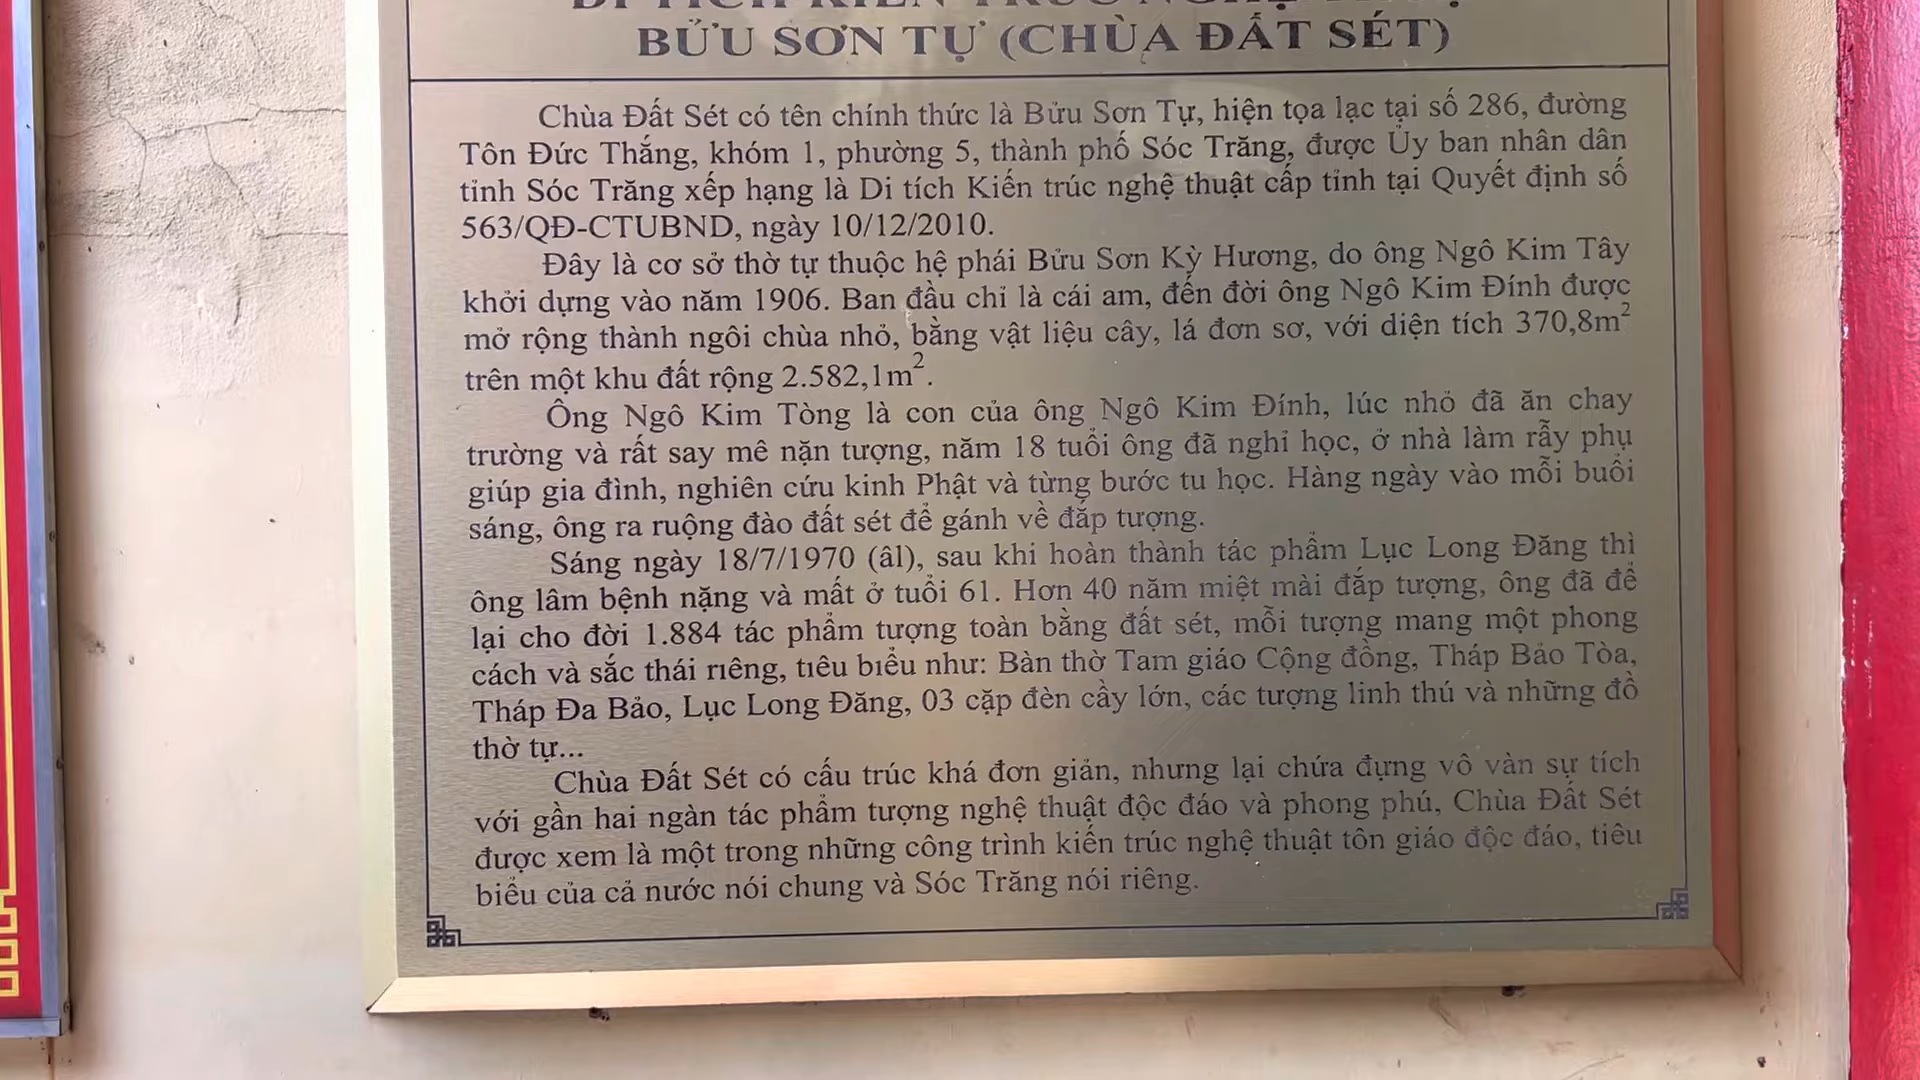 DI TÍCH KIẾN TRÚC NGHỆ THUẬT
BỬU SƠN TỰ (CHÙA ĐẤT SÉT)
Chùa Đất Sét có tên chính thức là Bửu Sơn Tự, hiện tọa lạc tại số 286, đường
Tôn Đức Thắng, khóm 1, phường 5, thành phố Sóc Trăng, được Ủy ban nhân dân
tỉnh Sóc Trăng xếp hạng là Di tích Kiến trúc nghệ thuật cấp tỉnh tại Quyết định số
563/QĐ-CTUBND, ngày 10/12/2010.
Đây là cơ sở thờ tự thuộc hệ phái Bửu Sơn Kỳ Hương, do ông Ngô Kim Tây
khởi dựng vào năm 1906. Ban đầu chỉ là cái am, đến đời ông Ngô Kim Đính được
mở rộng thành ngôi chùa nhỏ, bằng vật liệu cây, lá đơn sơ, với diện tích 370,8m²
trên một khu đất rộng 2.582,1m².
Ông Ngô Kim Tòng là con của ông Ngô Kim Đính, lúc nhỏ đã ăn chay
trường và rất say mê nặn tượng, năm 18 tuổi ông đã nghỉ học, ở nhà làm rẫy phụ
giúp gia đình, nghiên cứu kinh Phật và từng bước tu học. Hàng ngày vào mỗi buổi
sáng, ông ra ruộng đào đất sét để gánh về đắp tượng.
Sáng ngày 18/7/1970 (âl), sau khi hoàn thành tác phẩm Lục Long Đăng thì
ông lâm bệnh nặng và mất ở tuổi 61. Hơn 40 năm miệt mài đắp tượng, ông đã để
lại cho đời 1.884 tác phẩm tượng toàn bằng đất sét, mỗi tượng mang một phong
cách và sắc thái riêng, tiêu biểu như: Bàn thờ Tam giáo Cộng đồng, Tháp Bảo Tòa,
Tháp Đa Bảo, Lục Long Đăng, 03 cặp đèn cầy lớn, các tượng linh thú và những đồ
thờ tự...
Chùa Đất Sét có cấu trúc khá đơn giản, nhưng lại chứa đựng vô vàn sự tích
với gần hai ngàn tác phẩm tượng nghệ thuật độc đáo và phong phú, Chùa Đất Sét
được xem là một trong những công trình kiến trúc nghệ thuật tôn giáo độc đáo, tiêu
biểu của cả nước nói chung và Sóc Trăng nói riêng.